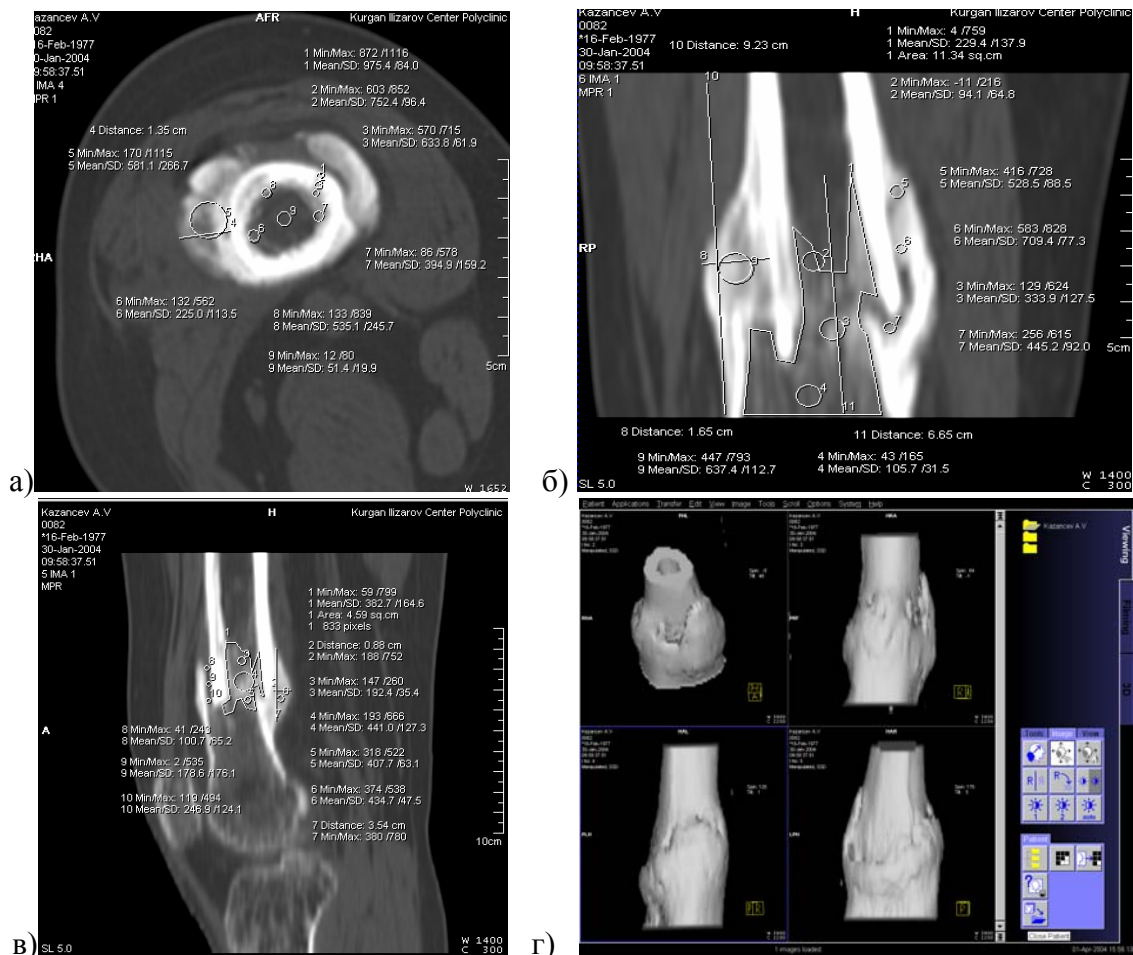 Kazancev A.V
0082
*16-Feb-1977
0-Jan-2004
09:58:37.51
IMA 4
MPR 1
AFR
Kurgan Ilizarov Center Polyclinic
1 Min/Max: 872 /1116
1 Mean/SD: 975.4 /84.0
2 Min/Max: 603 /852
2 Mean/SD: 752.4 /96.4
4 Distance: 1.35 cm
3 Min/Max: 570 /715
3 Mean/SD: 633.8 /61.9
5 Min/Max: 170 /1115
5 Mean/SD: 581.1 /266.7
HA
7 Min/Max: 86 /578
7 Mean/SD: 394.9 /159.2
6 Min/Max: 132 /562
6 Mean/SD: 225.0 /113.5
8 Min/Max: 133 /839
8 Mean/SD: 535.1 /245.7
9 Min/Max: 12 /80
9 Mean/SD: 51.4 /19.9
5cm
W 1652
а)
Kazancev A.V
0082
*16-Feb-1977
30-Jan-2004
09:58:37.51
6 IMA 1
MPR 1
H
Kurgan Ilizarov Center Polyclinic
10 Distance: 9.23 cm
1 Min/Max: 4 /759
1 Mean/SD: 229.4 /137.9
1 Area: 11.34 sq.cm
2 Min/Max: -11 /216
2 Mean/SD: 94.1 /64.8
5 Min/Max: 416 /728
5 Mean/SD: 528.5 /88.5
RP
6 Min/Max: 583 /828
6 Mean/SD: 709.4 /77.3
3 Min/Max: 129 /624
3 Mean/SD: 333.9 /127.5
7 Min/Max: 256 /615
7 Mean/SD: 445.2 /92.0
5cm
8 Distance: 1.65 cm
11 Distance: 6.65 cm
9 Min/Max: 447 /793
9 Mean/SD: 637.4 /112.7
4 Min/Max: 43 /165
4 Mean/SD: 105.7 /31.5
SL 5.0
W 1400
C 300
б)
Kazancev A.V
0082
*16-Feb-1977
30-Jan-2004
09:58:37.51
5 IMA 1
MPR
H
Kurgan Ilizarov Center Polyclinic
1 Min/Max: 59 /799
1 Mean/SD: 382.7 /164.6
1 Area: 4.59 sq.cm
1 833 pixels
2 Distance: 0.88 cm
2 Min/Max: 188 /752
3 Min/Max: 147 /260
3 Mean/SD: 192.4 /35.4
A
4 Min/Max: 193 /666
4 Mean/SD: 441.0 /127.3
8 Min/Max: 41 /243
8 Mean/SD: 100.7 /65.2
5 Min/Max: 318 /522
5 Mean/SD: 407.7 /63.1
9 Min/Max: 2 /535
9 Mean/SD: 178.6 /176.1
6 Min/Max: 374 /538
6 Mean/SD: 434.7 /47.5
10 Min/Max: 119 /494
10 Mean/SD: 246.9 /124.1
7 Distance: 3.54 cm
7 Min/Max: 380 /780
10cm
SL 5.0
W 1400
C 300
в)
Patient Applications Transfer Edit View Image Tools Scroll Options System Help
Kazancev A.V
Viewing
Filming
3D
Tools Image View
Patient
Close Patient
1 images loaded
01-Apr-2004 15:56:13
г)